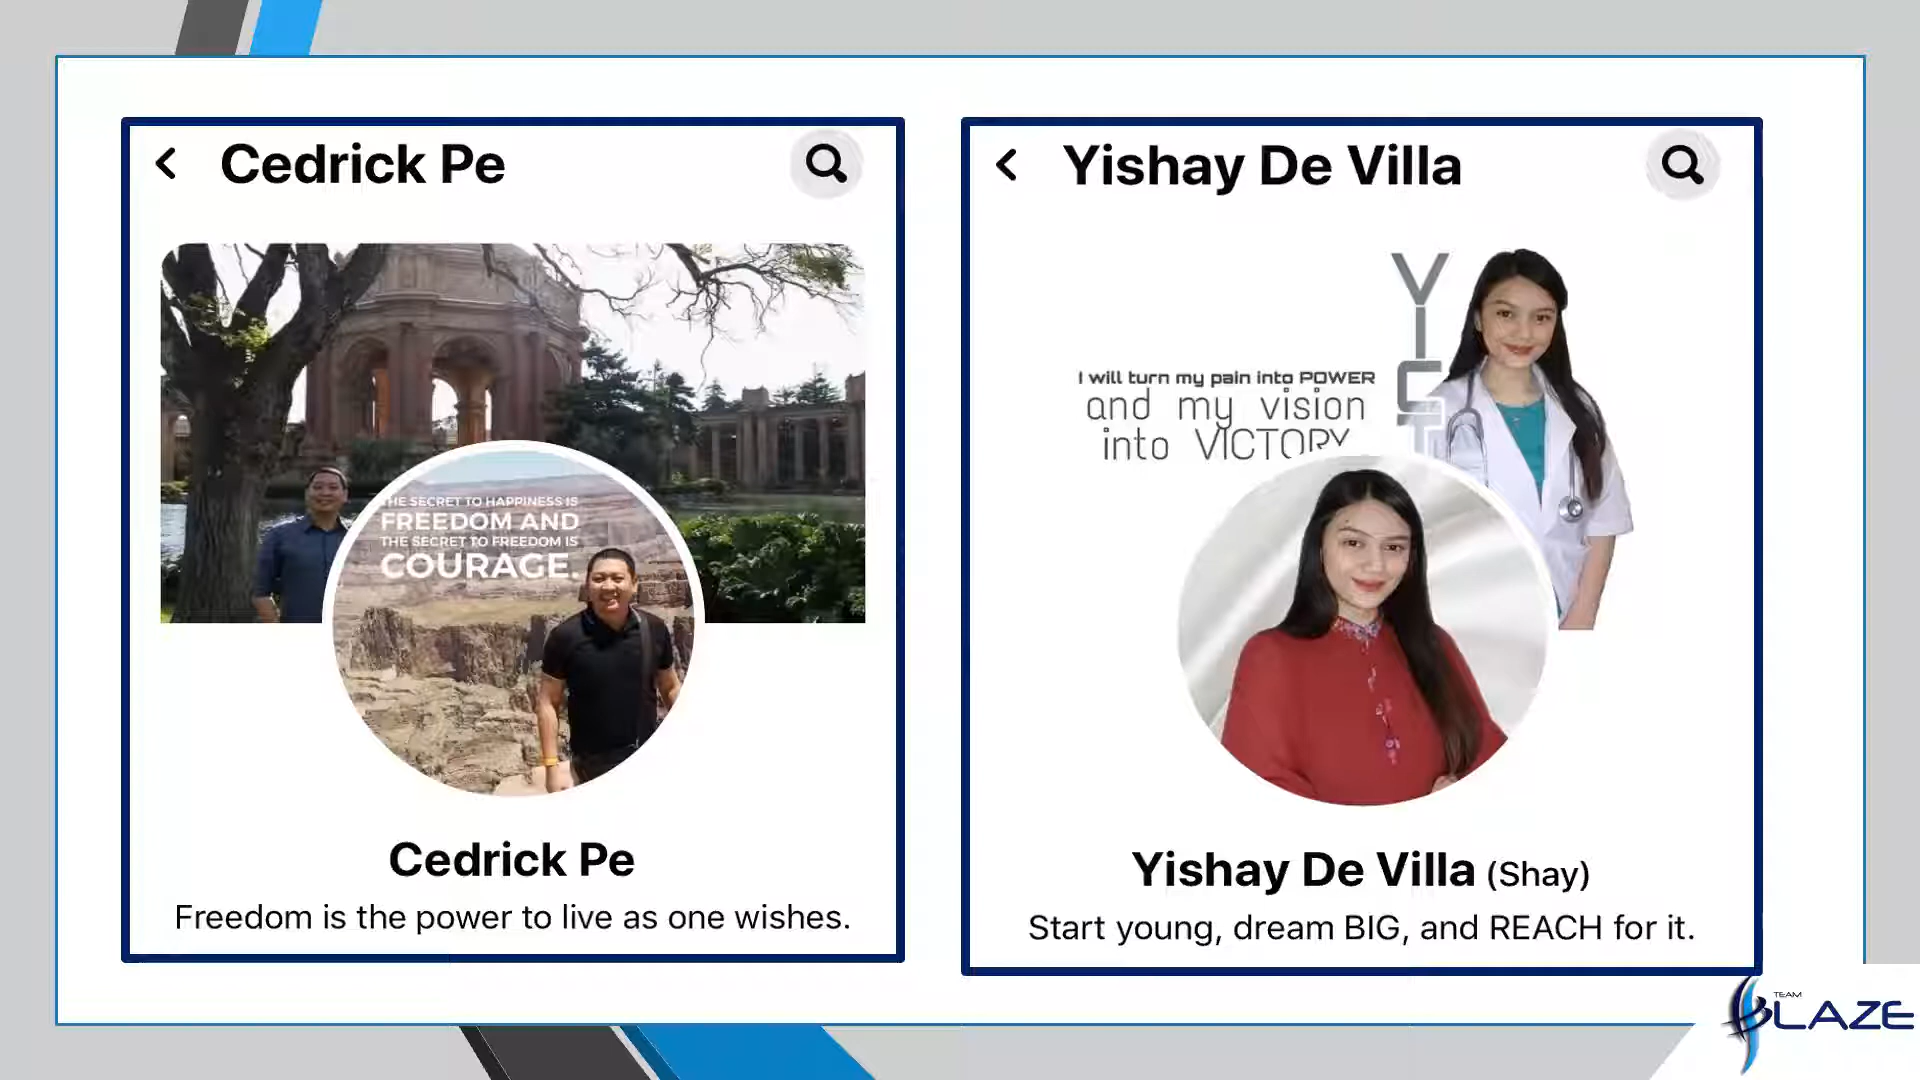 Cedrick Pe
THE SECRET TO HAPPINESS IS
FREEDOM AND
THE SECRET TO FREEDOM IS
COURAGE.
Cedrick Pe
Freedom is the power to live as one wishes.
Yishay De Villa
VICT
I will turn my pain into POWER
and my vision
into VICTORY
Yishay De Villa (Shay)
Start young, dream BIG, and REACH for it.
TEAM
BLAZE